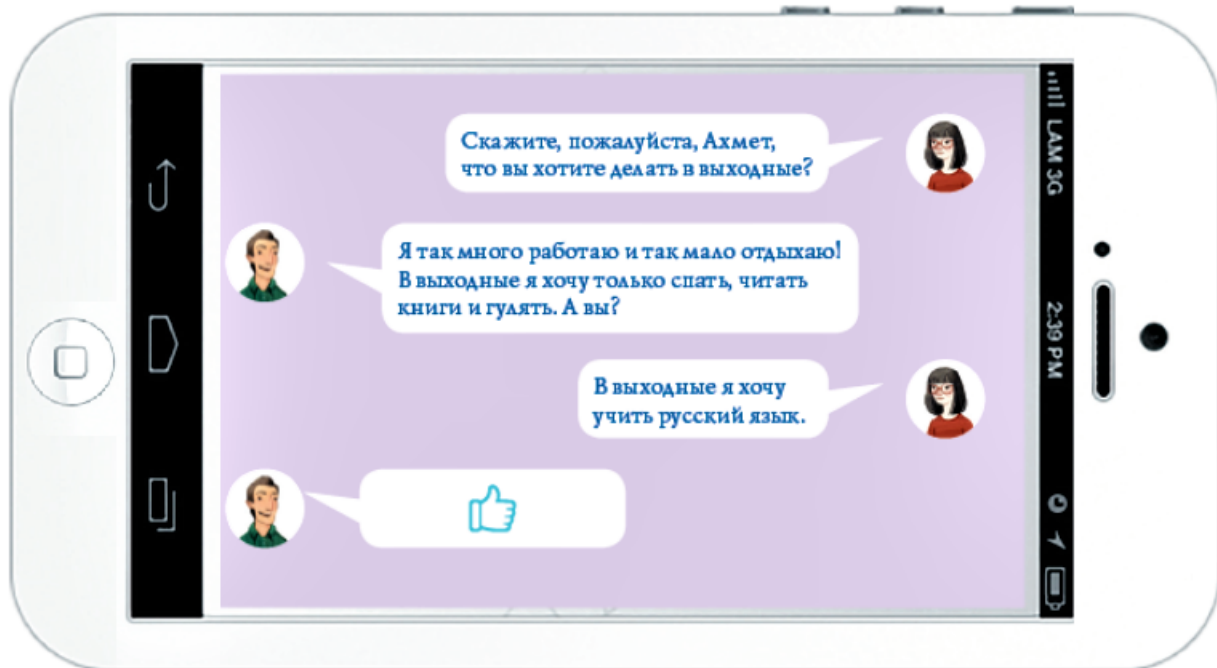 Скажите, пожалуйста, Ахмет,
что вы хотите делать в выходные?
Я так много работаю и так мало отдыхаю!
В выходные я хочу только спать, читать
книги и гулять. А вы?
В выходные я хочу
учить русский язык.
LAM 3G
2:39 PM